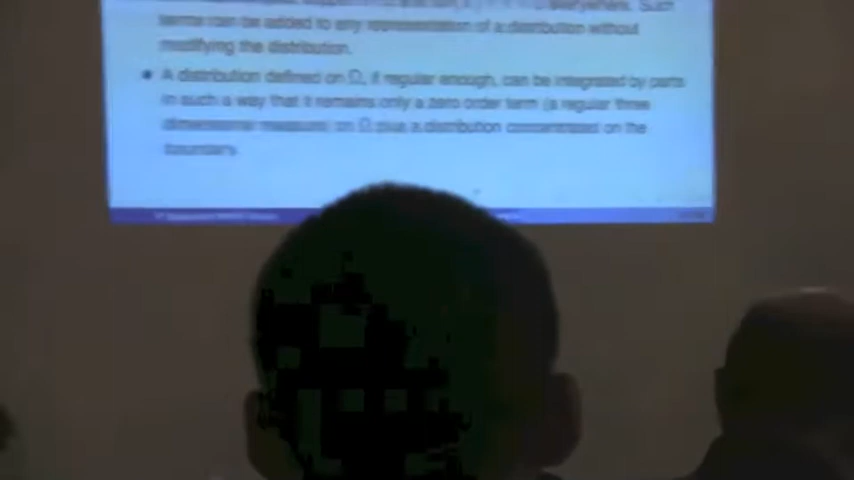 everywhere. Such
terms can be added to any representation of a distribution without
modifying the distribution.
A distribution defined on Ω, if regular enough, can be integrated by parts
in such a way that it remains only a zero order term (a regular three
dimensional measure) on Ω plus a distribution concentrated on the
boundary.